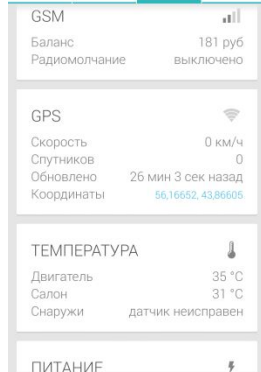 GSM
Баланс 181 руб
Радиомолчание выключено
GPS
Скорость 0 км/ч
Спутников 0
Обновлено 26 мин 3 сек назад
Координаты 56,16652, 43,86605
ТЕМПЕРАТУРА
Двигатель 35 °C
Салон 31 °C
Снаружи датчик неисправен
ПИТАНИЕ